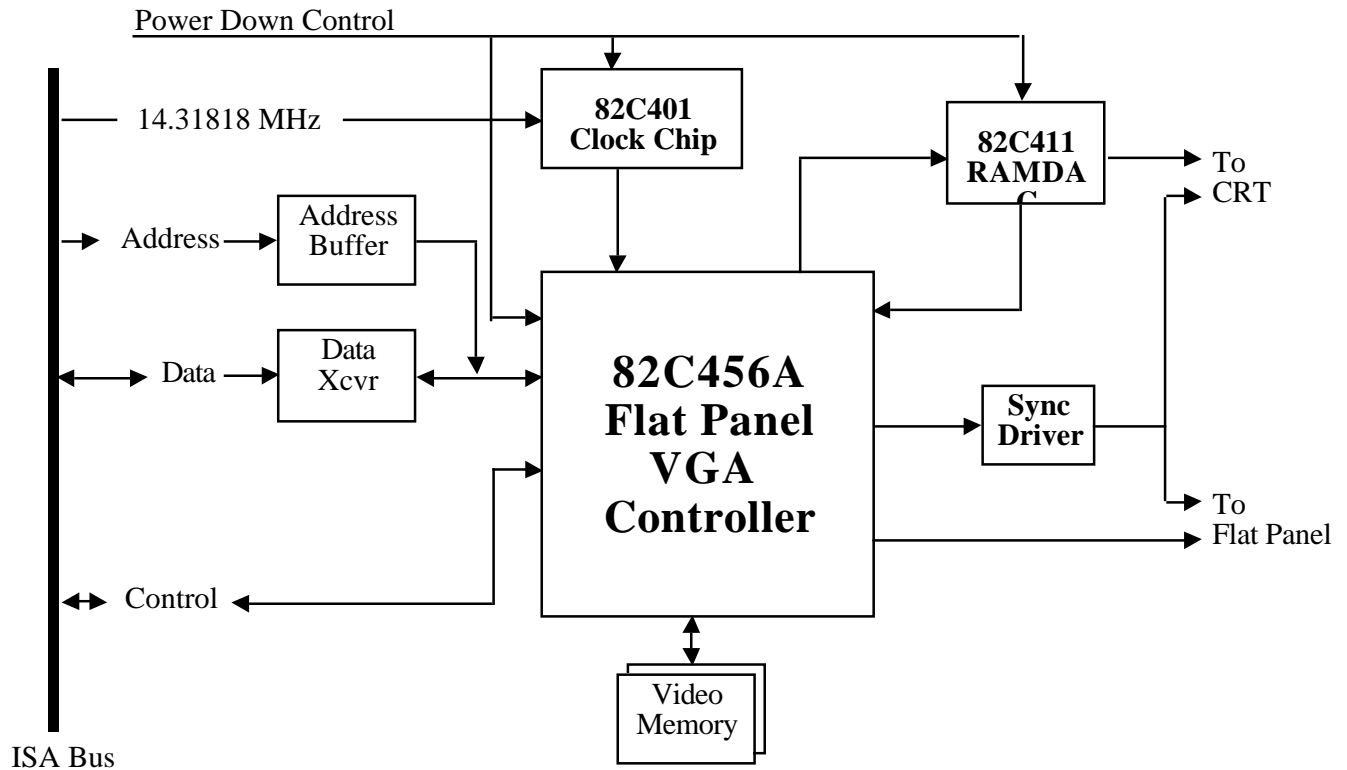 Power Down Control
14.31818 MHz
82C401
Clock Chip
82C411
RAMDA
C
To
CRT
Address
Address
Buffer
Data
Data
Xcvr
82C456A
Flat Panel
VGA
Controller
Sync
Driver
To
Flat Panel
Control
Video
Memory
ISA Bus